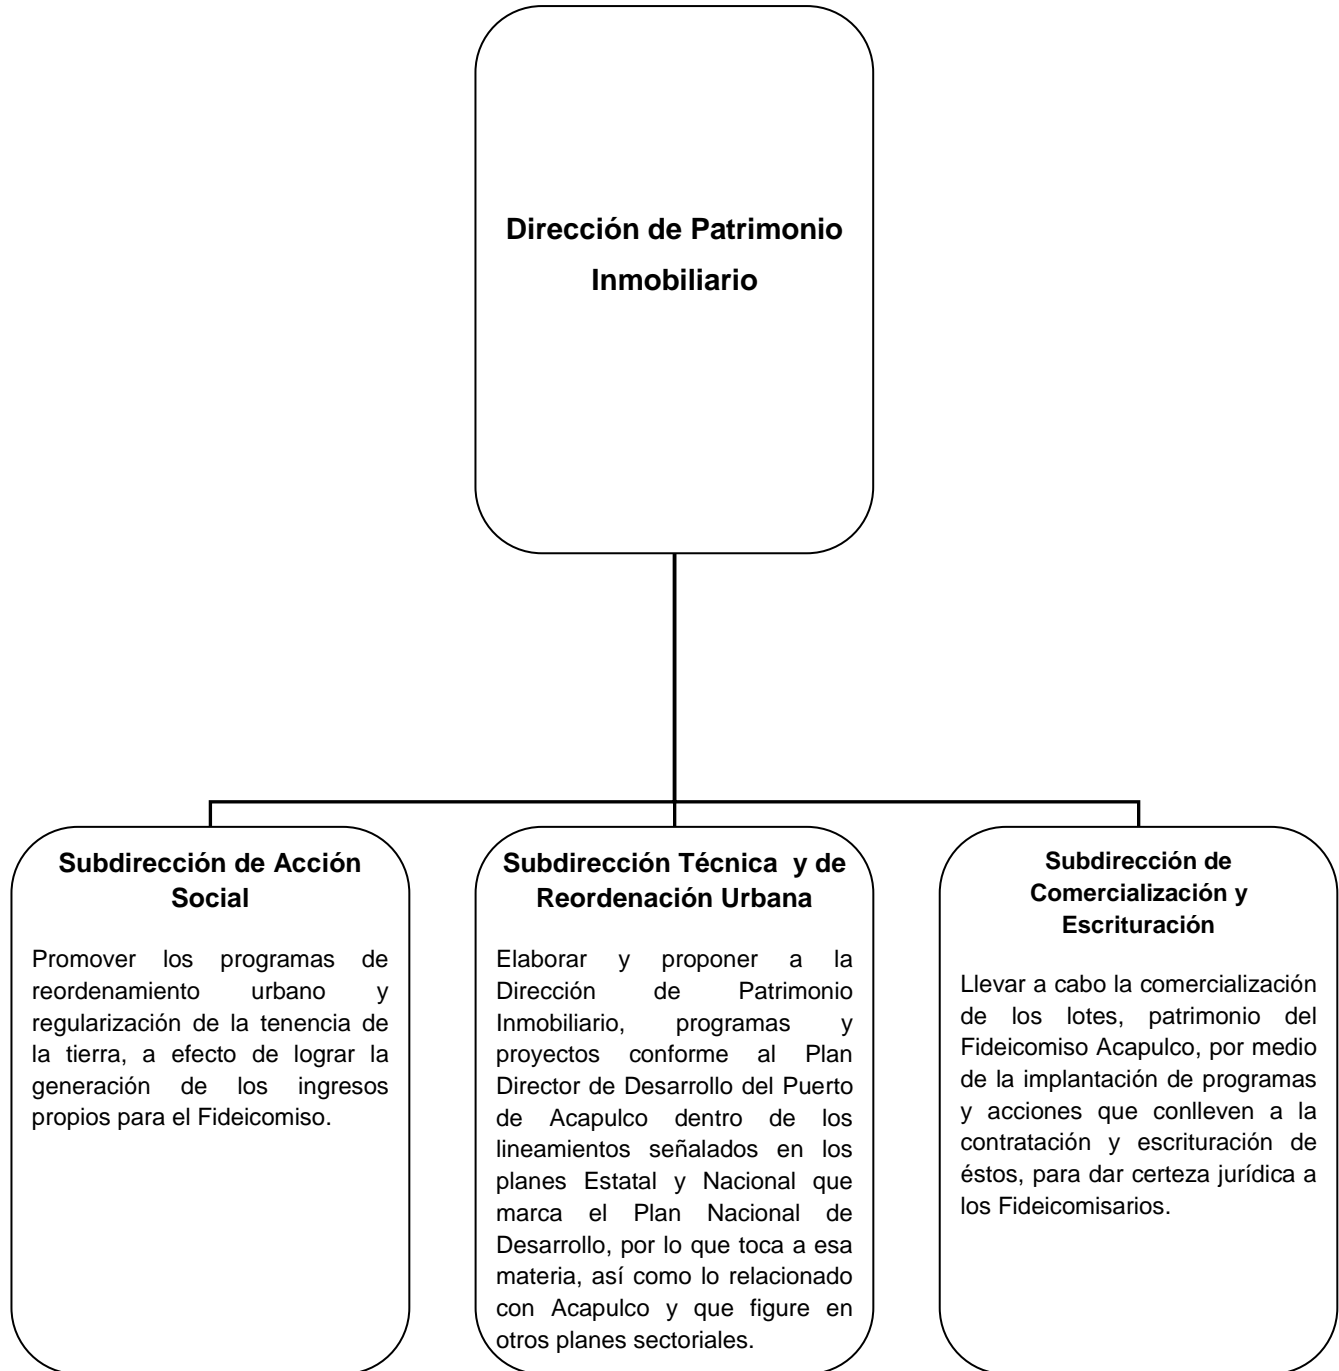 Dirección de Patrimonio
Inmobiliario
Subdirección de Acción
Social
Promover los programas de
reordenamiento urbano y
regularización de la tenencia de
la tierra, a efecto de lograr la
generación de los ingresos
propios para el Fideicomiso.
Subdirección Técnica y de
Reordenación Urbana
Elaborar y proponer a la
Dirección de Patrimonio
Inmobiliario, programas y
proyectos conforme al Plan
Director de Desarrollo del Puerto
de Acapulco dentro de los
lineamientos señalados en los
planes Estatal y Nacional que
marca el Plan Nacional de
Desarrollo, por lo que toca a esa
materia, así como lo relacionado
con Acapulco y que figure en
otros planes sectoriales.
Subdirección de
Comercialización y
Escrituración
Llevar a cabo la comercialización
de los lotes, patrimonio del
Fideicomiso Acapulco, por medio
de la implantación de programas
y acciones que conlleven a la
contratación y escrituración de
éstos, para dar certeza jurídica a
los Fideicomisarios.